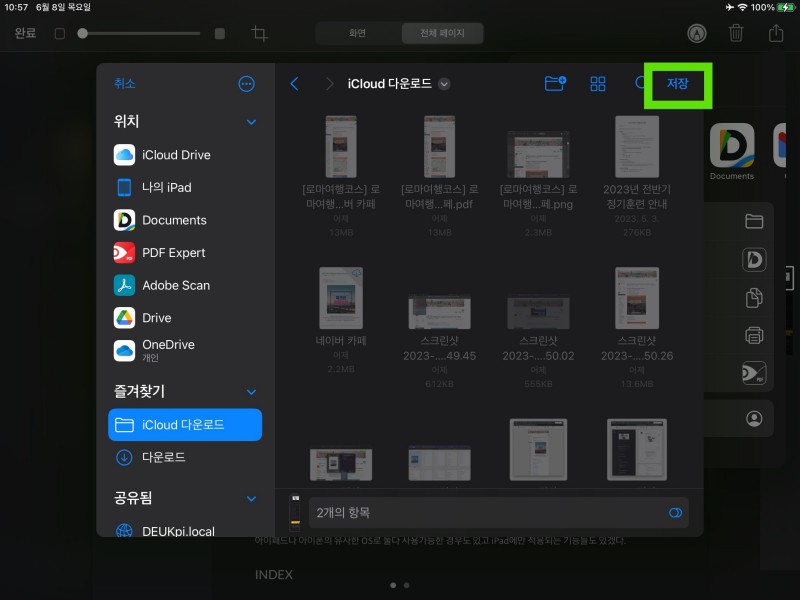 10:57 6월 8일 목요일
100%
완료
화면
전체 페이지
취소
iCloud 다운로드
저장
위치
iCloud Drive
나의 iPad
Documents
PDF Expert
Adobe Scan
Drive
OneDrive
개인
즐겨찾기
iCloud 다운로드
다운로드
공유됨
DEUKpi.local
[로마여행코스] 로
마여행...버 카페
어제
13MB
[로마여행코스] 로
마여행...페.pdf
어제
13MB
[로마여행코스] 로
마여행...페.png
어제
2.3MB
2023년 전반기
정기훈련 안내
2023. 5. 3.
276KB
네이버 카페
어제
2.2MB
스크린샷
2023-....49.45
어제
612KB
스크린샷
2023-....50.02
어제
555KB
스크린샷
2023-....50.26
어제
13.6MB
2개의 항목
Documents
아이패드나 아이폰의 유사한 OS로 둘다 사용가능한 경우도 있고 iPad에만 적용되는 기능들도 있겠죠.
INDEX